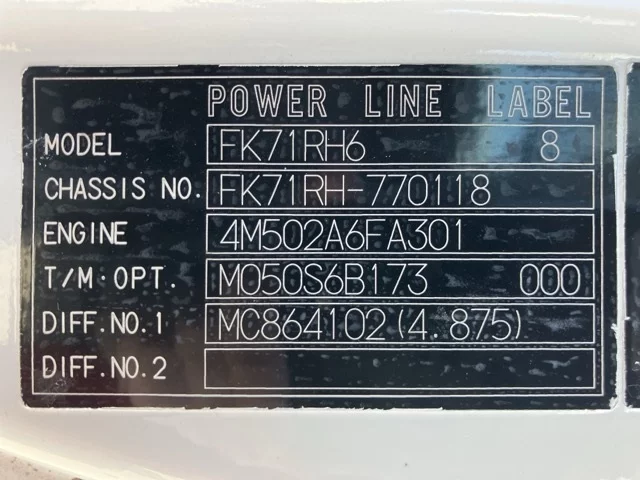 POWER LINE LABEL
MODEL FK71RH6 8
CHASSIS NO. FK71RH-770118
ENGINE 4M502A6FA301
T/M·OPT. M050S6B173 000
DIFF.NO.1 MC864102(4.875)
DIFF.NO.2